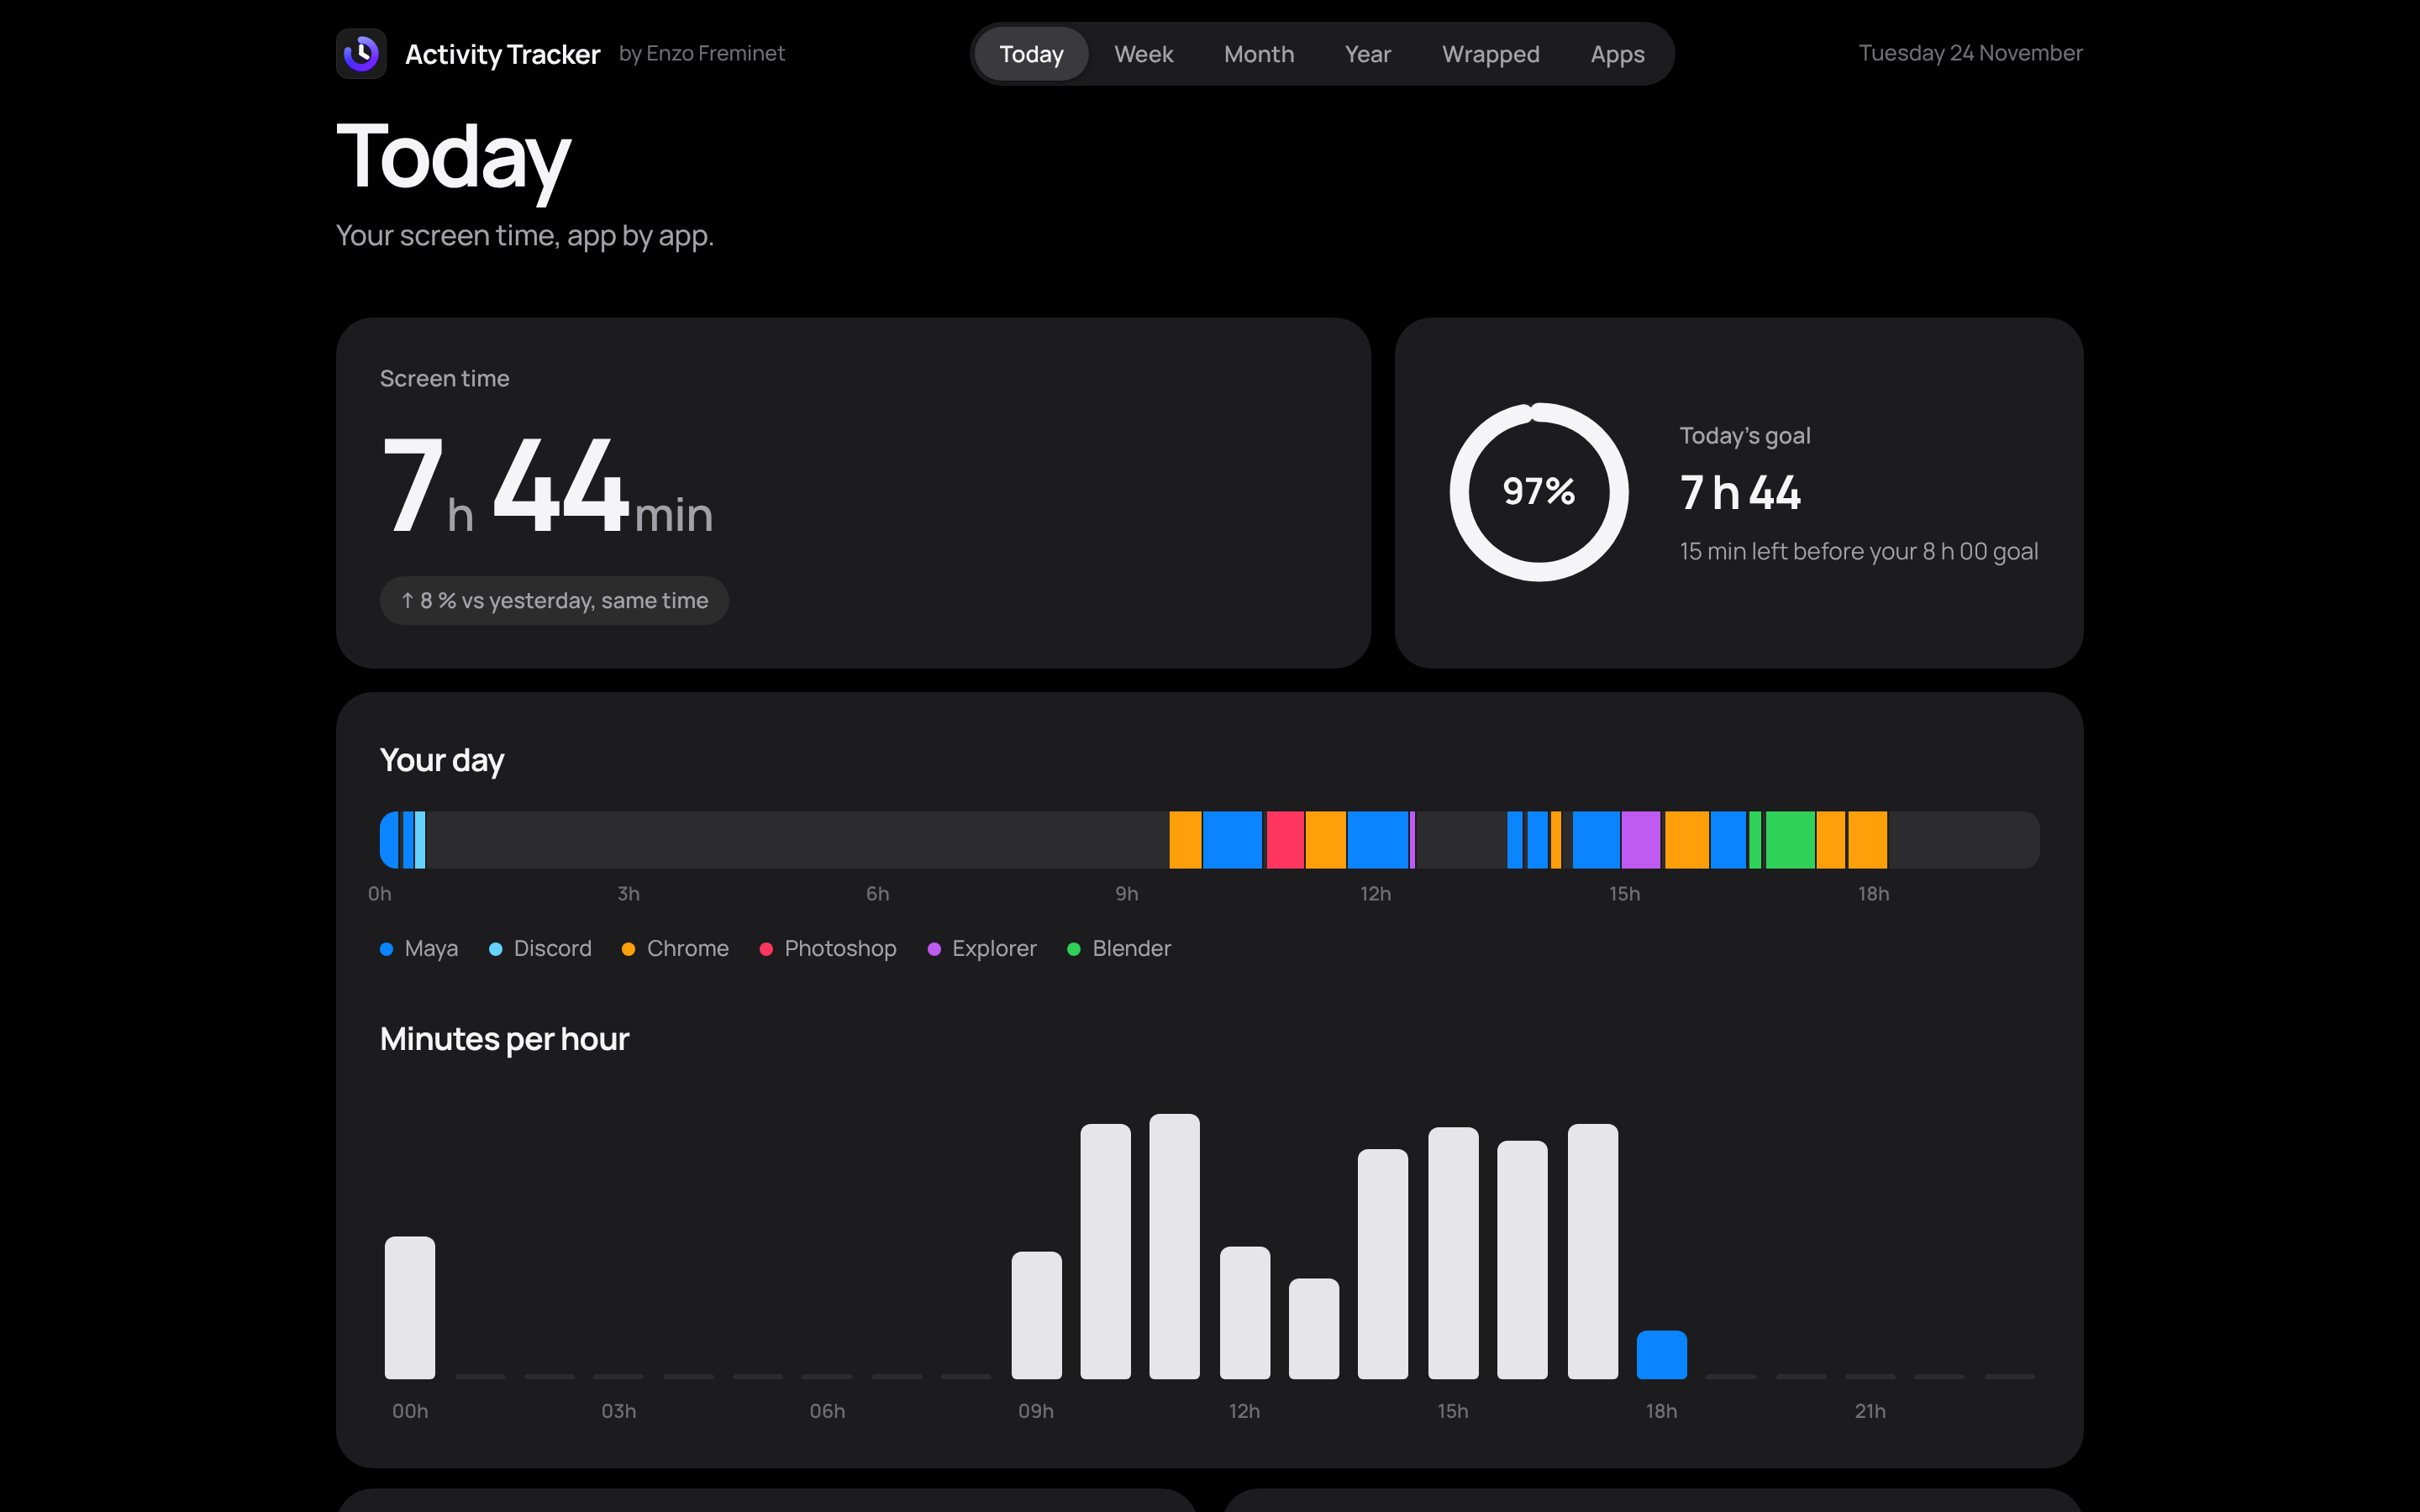 Activity Tracker by Enzo Freminet
Today Week Month Year Wrapped Apps
Tuesday 24 November
Today
Your screen time, app by app.
Screen time
7 h 44 min
↑ 8 % vs yesterday, same time
97%
Today's goal
7 h 44
15 min left before your 8 h 00 goal
Your day
0h 3h 6h 9h 12h 15h 18h
Maya Discord Chrome Photoshop Explorer Blender
Minutes per hour
00h 03h 06h 09h 12h 15h 18h 21h